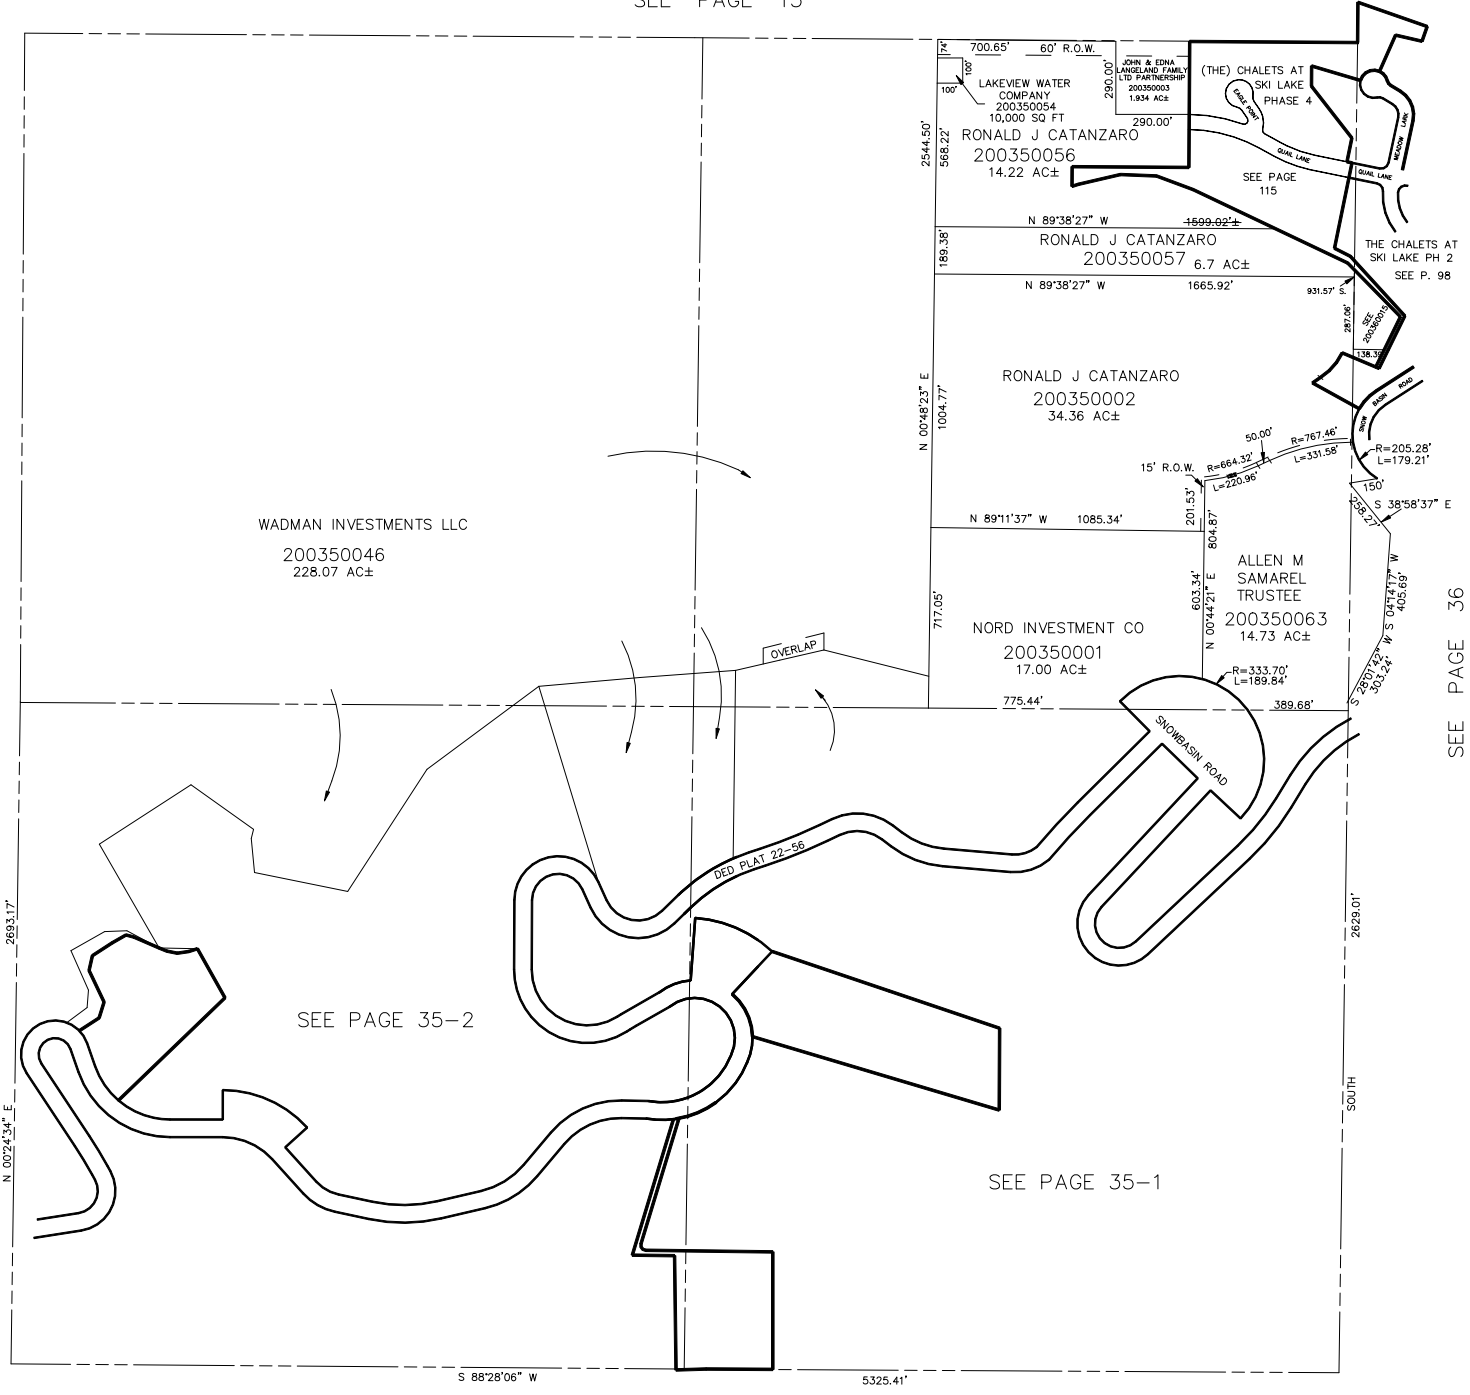 SEE PAGE 15
74'
700.65'
60' R.O.W.
100'
100'
LAKEVIEW WATER
COMPANY
200350054
10,000 SQ FT
290.00'
JOHN & EDNA
LANGELAND FAMILY
LTD PARTNERSHIP
200350003
1.934 AC±
290.00'
(THE) CHALETS AT
SKI LAKE
PHASE 4
EAGLE POINT
QUAIL LANE
QUAIL LANE
MEADOW LARK
SEE PAGE
115
2544.50'
568.22'
RONALD J CATANZARO
200350056
14.22 AC±
N 89°38'27" W
1599.02'±
189.38'
RONALD J CATANZARO
200350057 6.7 AC±
N 89°38'27" W
1665.92'
THE CHALETS AT
SKI LAKE PH 2
SEE P. 98
931.57' S.
287.06'
SEE
200360015
138.39
SNOW BASIN ROAD
N 00°48'23" E
1004.77'
RONALD J CATANZARO
200350002
34.36 AC±
50.00'
R=767.46'
L=331.58'
R=664.32'
L=220.96'
15' R.O.W.
R=205.28'
L=179.21'
150'
258.27'
S 38°58'37" E
201.53'
804.87'
N 89°11'37" W
1085.34'
WADMAN INVESTMENTS LLC
200350046
228.07 AC±
ALLEN M
SAMAREL
TRUSTEE
200350063
14.73 AC±
603.34'
N 00°44'21" E
S 04°14'17" W
405.69'
S 28°01'42" W
303.24'
717.05'
NORD INVESTMENT CO
200350001
17.00 AC±
OVERLAP
R=333.70'
L=189.84'
775.44'
389.68'
SNOWBASIN ROAD
SEE PAGE 36
DED PLAT 22-56
2693.17'
2629.01'
SEE PAGE 35-2
N 00°24'34" E
SOUTH
SEE PAGE 35-1
S 88°28'06" W
5325.41'